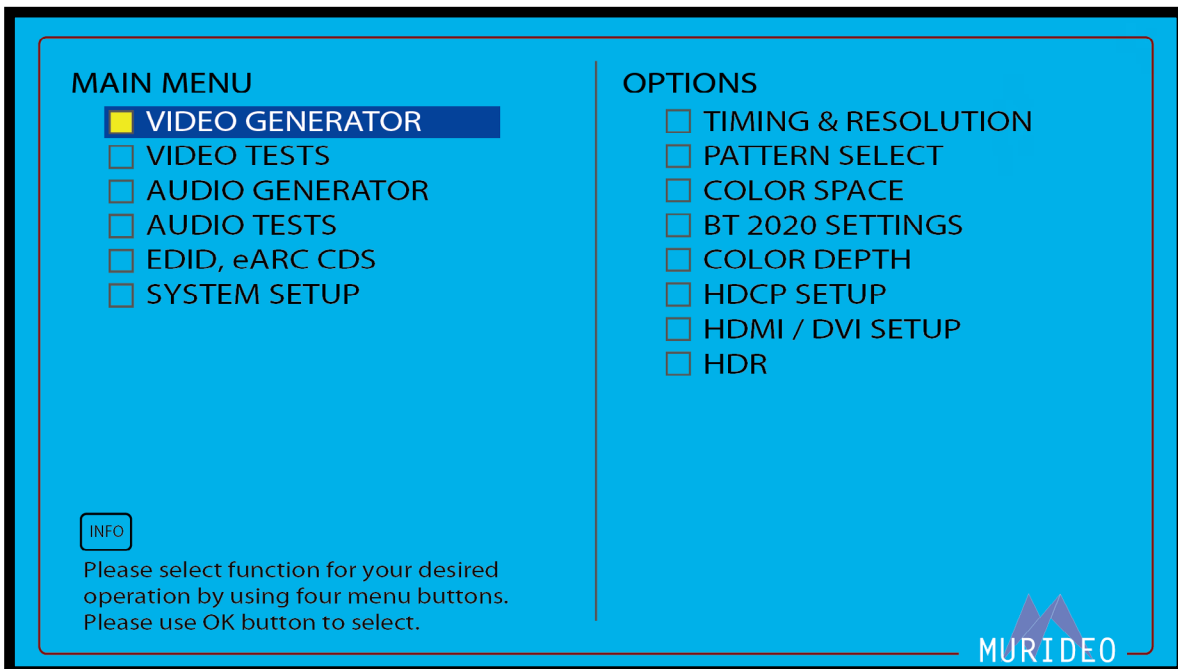 MAIN MENU
VIDEO GENERATOR
VIDEO TESTS
AUDIO GENERATOR
AUDIO TESTS
EDID, eARC CDS
SYSTEM SETUP
INFO
Please select function for your desired
operation by using four menu buttons.
Please use OK button to select.
OPTIONS
TIMING & RESOLUTION
PATTERN SELECT
COLOR SPACE
BT 2020 SETTINGS
COLOR DEPTH
HDCP SETUP
HDMI / DVI SETUP
HDR
MURIDEO